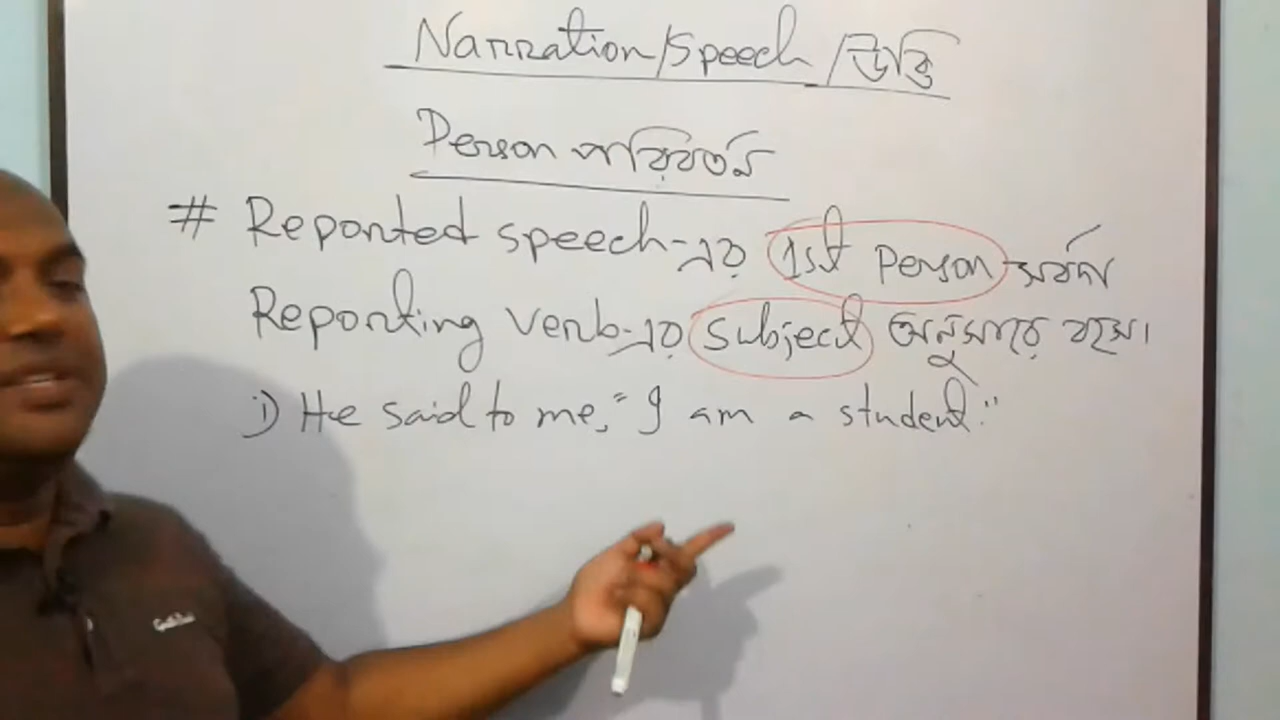 Narration/Speech/উক্তি
Person পরিবর্তন
# Reported speech-এর 1st person সর্বদা
Reporting verb-এর subject অনুসারে হয়।
i) He said to me, "I am a student."